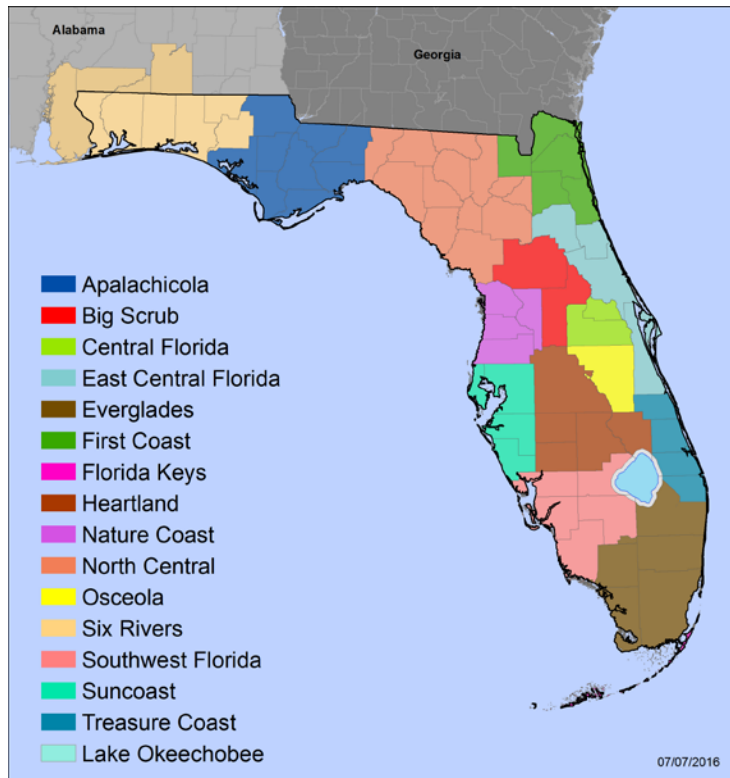 Alabama
Georgia
Apalachicola
Big Scrub
Central Florida
East Central Florida
Everglades
First Coast
Florida Keys
Heartland
Nature Coast
North Central
Osceola
Six Rivers
Southwest Florida
Suncoast
Treasure Coast
Lake Okeechobee
07/07/2016